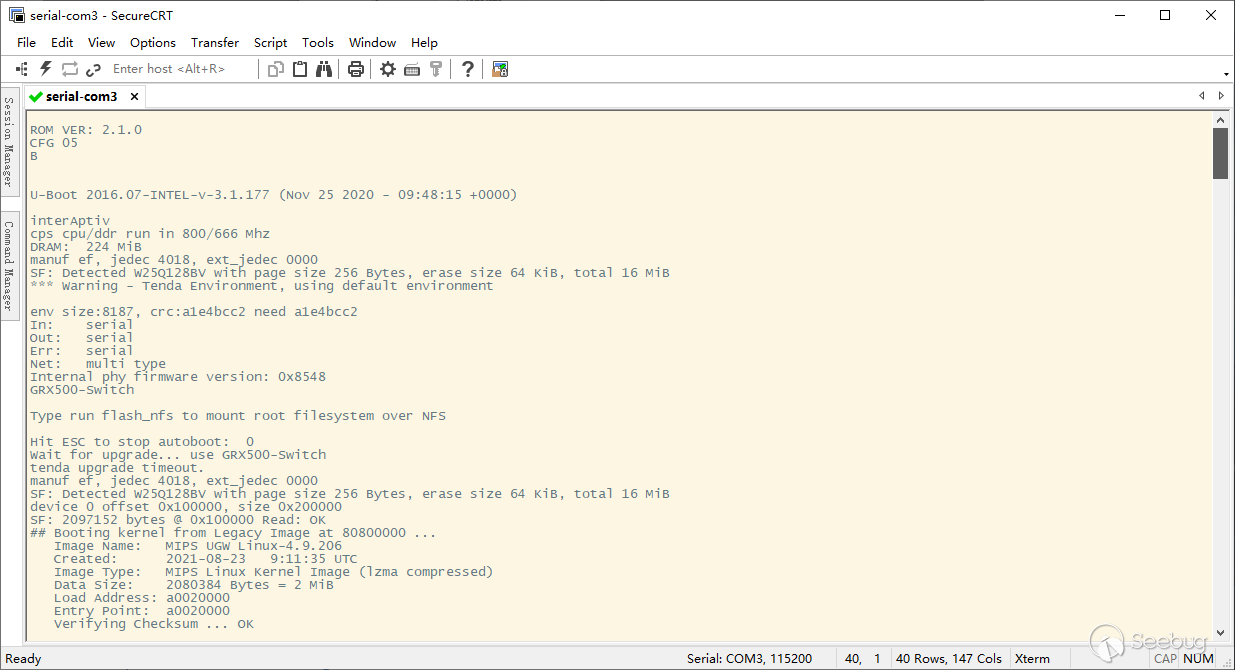 serial-com3 - SecureCRT
File Edit View Options Transfer Script Tools Window Help
Enter host <Alt+R>
Session Manager
Command Manager
serial-com3
ROM VER: 2.1.0
CFG 05
B
U-Boot 2016.07-INTEL-v-3.1.177 (Nov 25 2020 - 09:48:15 +0000)
interAptiv
cps cpu/ddr run in 800/666 Mhz
DRAM:  224 MiB
manuf ef, jedec 4018, ext_jedec 0000
SF: Detected W25Q128BV with page size 256 Bytes, erase size 64 KiB, total 16 MiB
*** Warning - Tenda Environment, using default environment
env size:8187, crc:a1e4bcc2 need a1e4bcc2
In:    serial
Out:   serial
Err:   serial
Net:   multi type
Internal phy firmware version: 0x8548
GRX500-Switch
Type run flash_nfs to mount root filesystem over NFS
Hit ESC to stop autoboot:  0
Wait for upgrade... use GRX500-Switch
tenda upgrade timeout.
manuf ef, jedec 4018, ext_jedec 0000
SF: Detected W25Q128BV with page size 256 Bytes, erase size 64 KiB, total 16 MiB
device 0 offset 0x100000, size 0x200000
SF: 2097152 bytes @ 0x100000 Read: OK
## Booting kernel from Legacy Image at 80800000 ...
   Image Name:   MIPS UGW Linux-4.9.206
   Created:      2021-08-23   9:11:35 UTC
   Image Type:   MIPS Linux Kernel Image (lzma compressed)
   Data Size:    2080384 Bytes = 2 MiB
   Load Address: a0020000
   Entry Point:  a0020000
   Verifying Checksum ... OK
Seebug
Ready Serial: COM3, 115200 40, 1 40 Rows, 147 Cols Xterm CAP NUM